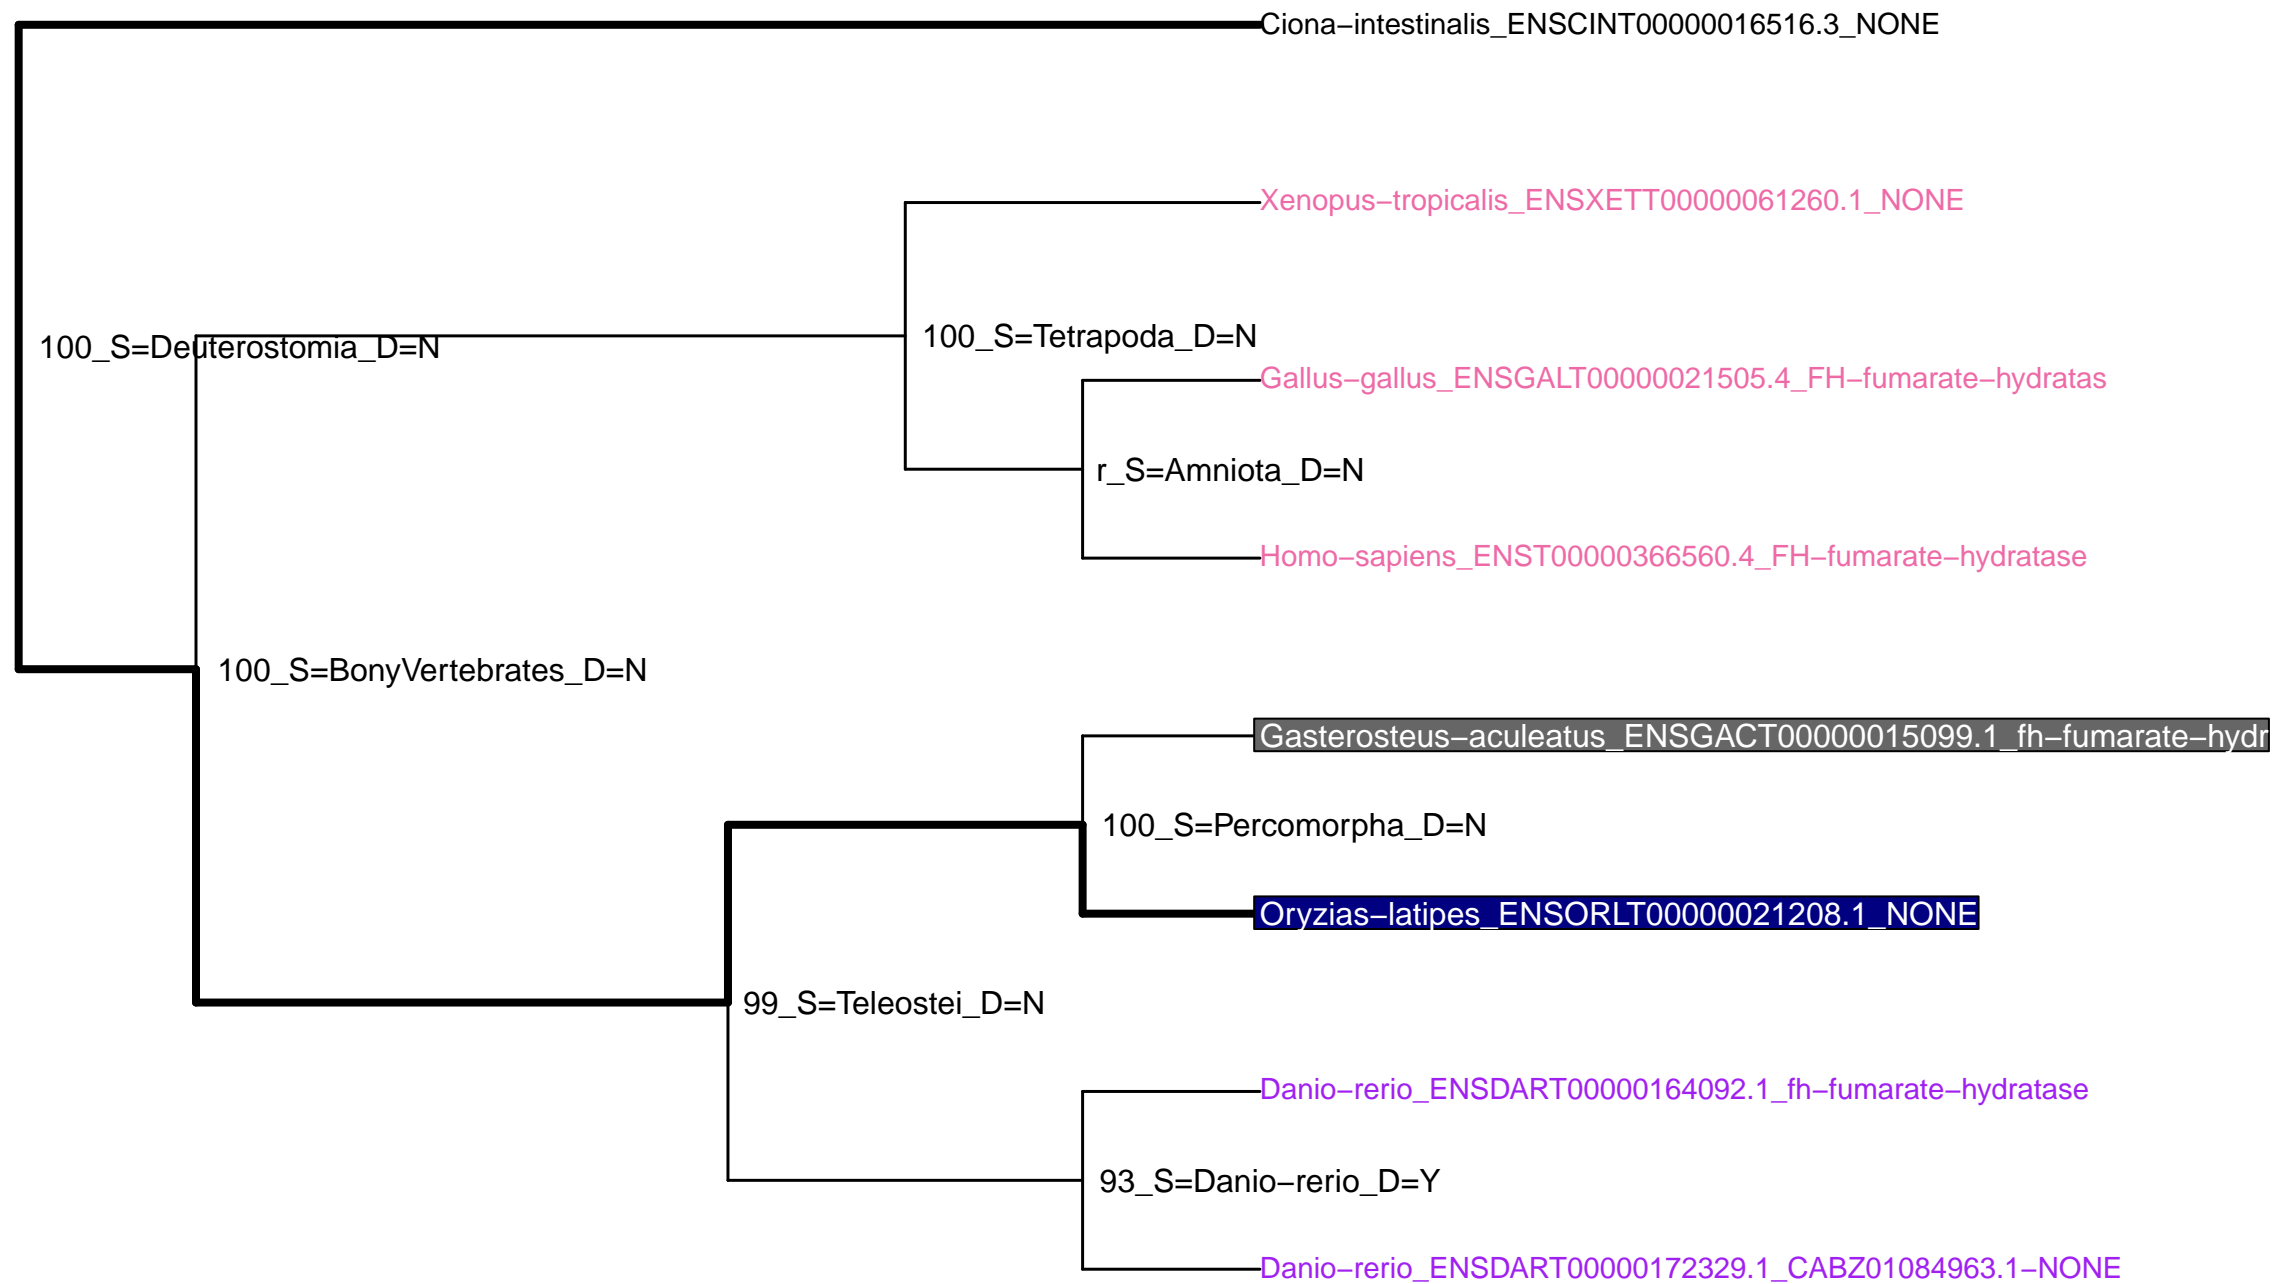 Ciona−intestinalis_ENSCINT00000016516.3_NONE
Xenopus−tropicalis_ENSXETT00000061260.1_NONE
100_S=Deuterostomia_D=N
100_S=Tetrapoda_D=N
Gallus−gallus_ENSGALT00000021505.4_FH−fumarate−hydratas
r_S=Amniota_D=N
Homo−sapiens_ENST00000366560.4_FH−fumarate−hydratase
100_S=BonyVertebrates_D=N
Gasterosteus−aculeatus_ENSGACT00000015099.1_fh−fumarate−hydr
100_S=Percomorpha_D=N
Oryzias−latipes_ENSORLT00000021208.1_NONE
99_S=Teleostei_D=N
Danio−rerio_ENSDART00000164092.1_fh−fumarate−hydratase
93_S=Danio−rerio_D=Y
Danio−rerio_ENSDART00000172329.1_CABZ01084963.1−NONE